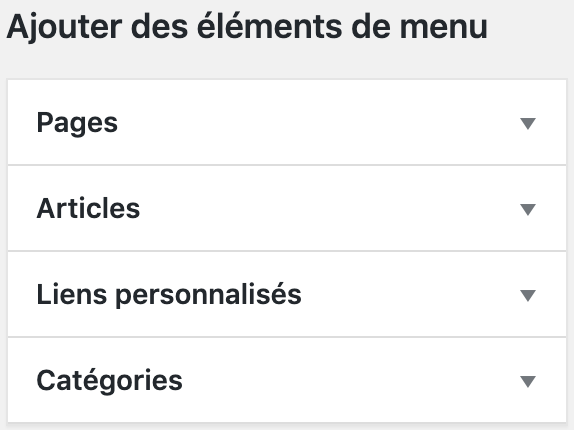 Ajouter des éléments de menu
Pages
Articles
Liens personnalisés
Catégories